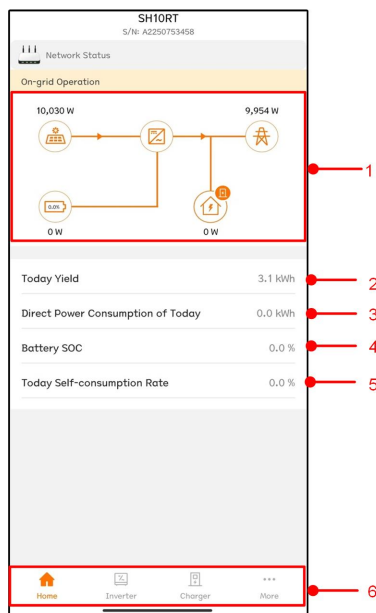 SH10RT
S/N: A2250753458
Network Status
On-grid Operation
10,030 W
9,954 W
0.0%
0 W
0 W
1
Today Yield 3.1 kWh 2
Direct Power Consumption of Today 0.0 kWh 3
Battery SOC 0.0 % 4
Today Self-consumption Rate 0.0 % 5
Home Inverter Charger More 6